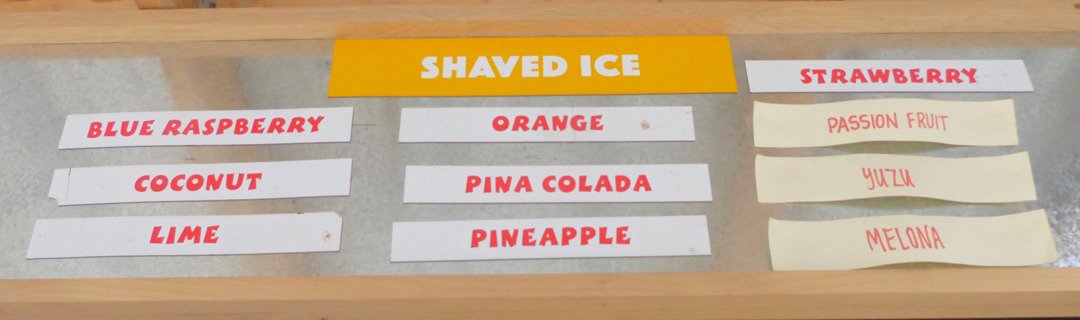 SHAVED ICE
BLUE RASPBERRY
COCONUT
LIME
ORANGE
PINA COLADA
PINEAPPLE
STRAWBERRY
PASSION FRUIT
YUZU
MELONA